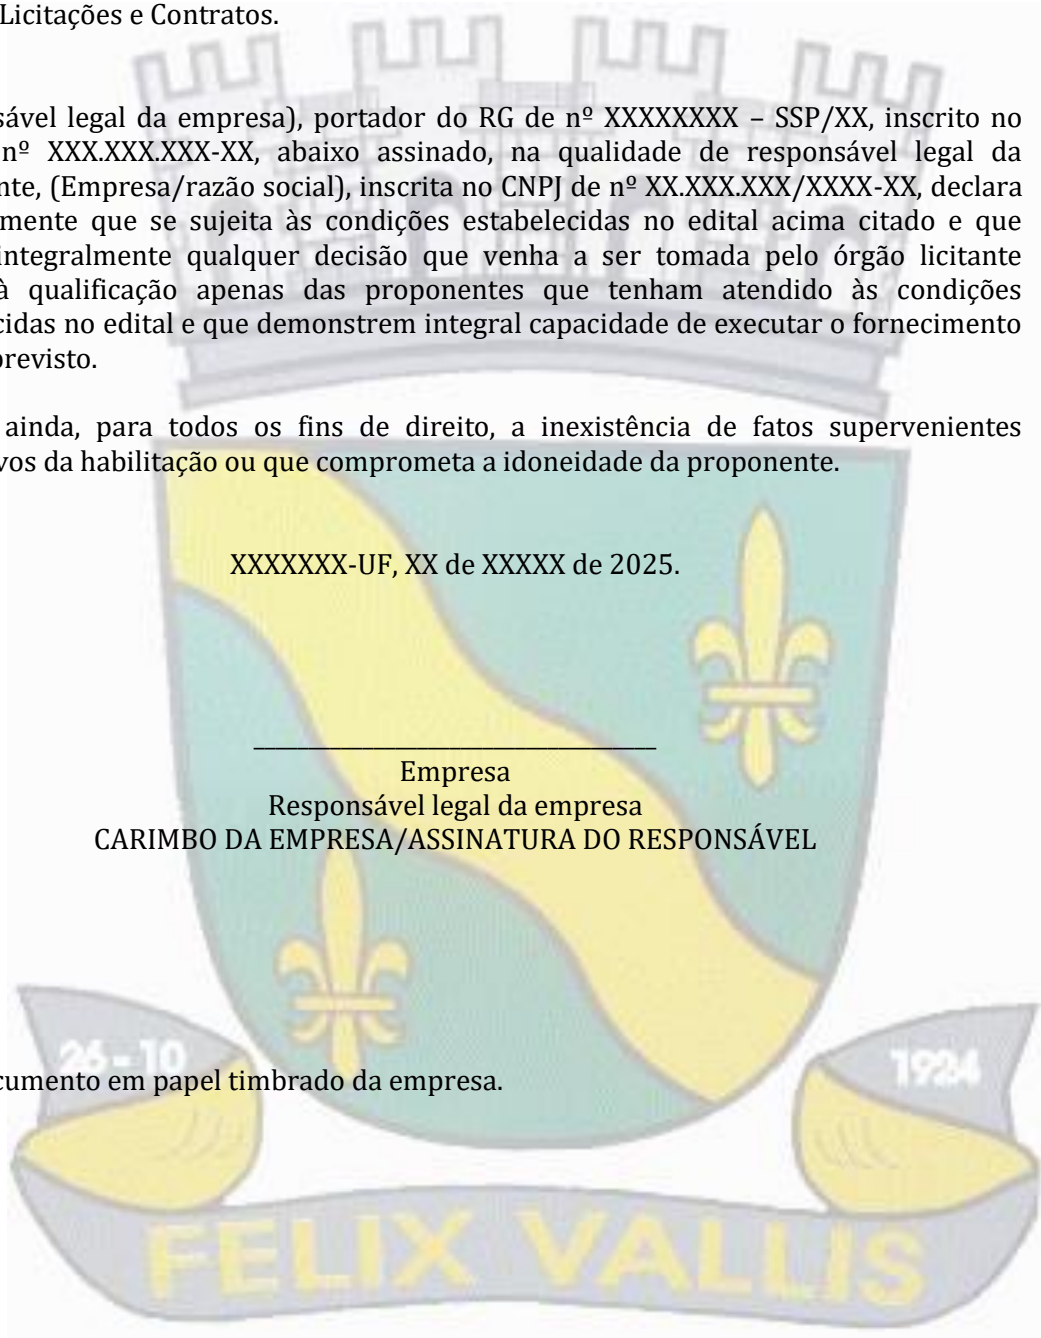 Licitações e Contratos.
sável legal da empresa), portador do RG de nº XXXXXXXX – SSP/XX, inscrito no
nº XXX.XXX.XXX-XX, abaixo assinado, na qualidade de responsável legal da
nte, (Empresa/razão social), inscrita no CNPJ de nº XX.XXX.XXX/XXXX-XX, declara
mente que se sujeita às condições estabelecidas no edital acima citado e que
integralmente qualquer decisão que venha a ser tomada pelo órgão licitante
à qualificação apenas das proponentes que tenham atendido às condições
cidas no edital e que demonstrem integral capacidade de executar o fornecimento
previsto.
ainda, para todos os fins de direito, a inexistência de fatos supervenientes
vos da habilitação ou que comprometa a idoneidade da proponente.
XXXXXXX-UF, XX de XXXXX de 2025.
Empresa
Responsável legal da empresa
CARIMBO DA EMPRESA/ASSINATURA DO RESPONSÁVEL
26-10 1924
cumento em papel timbrado da empresa.
FELIX VALLIS